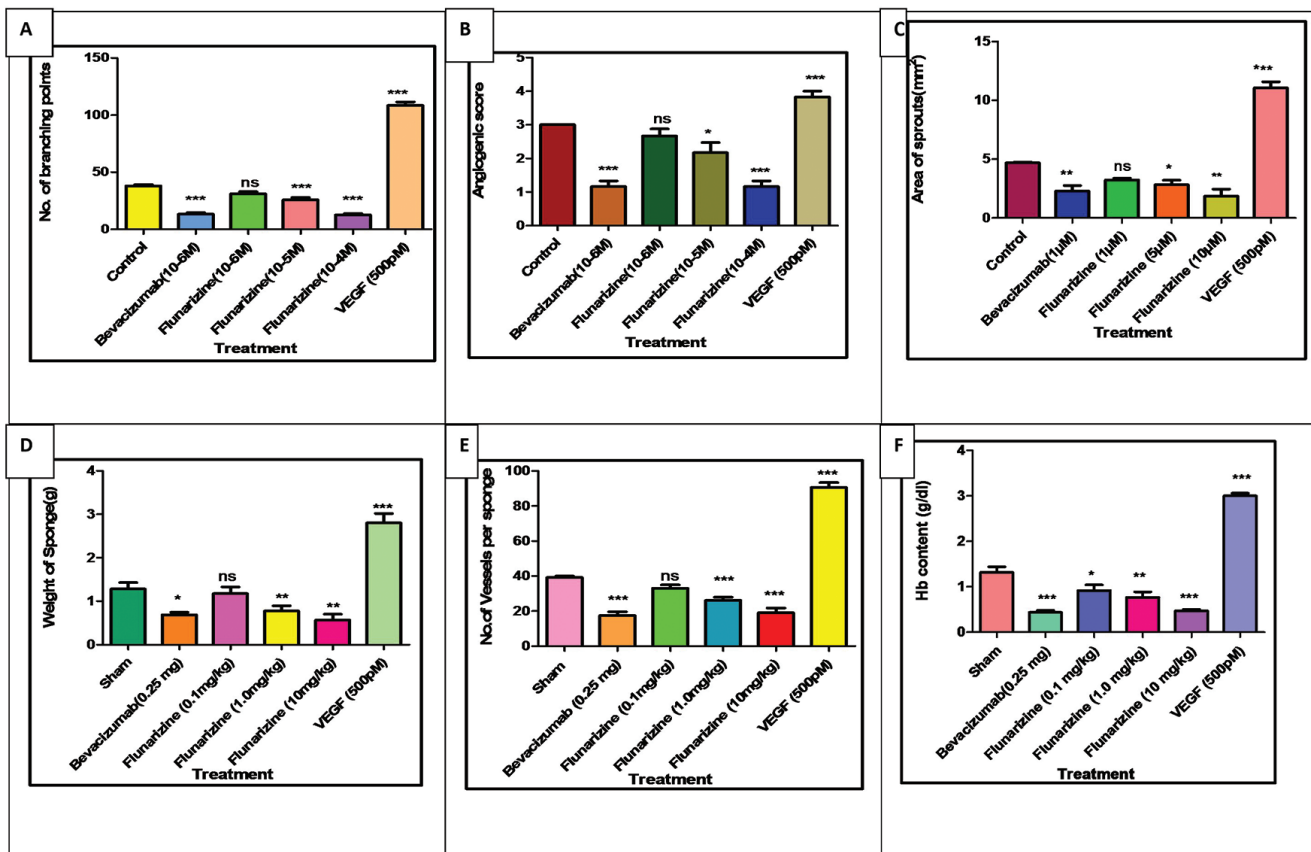 A
No. of branching points
150
100
50
0
***
ns
***
***
***
Control
Bevacizumab(10-6M)
Flunarizine(10-6M)
Flunarizine(10-5M)
Flunarizine(10-4M)
VEGF (500pM)
Treatment
B
Angiogenic score
5
4
3
2
1
0
***
ns
*
***
***
Control
Bevacizumab(10-6M)
Flunarizine(10-6M)
Flunarizine(10-5M)
Flunarizine(10-4M)
VEGF (500pM)
Treatment
C
Area of sprouts(mm²)
15
10
5
0
**
ns
*
**
***
Control
Bevacizumab(1µM)
Flunarizine (1µM)
Flunarizine (5µM)
Flunarizine (10µM)
VEGF (500pM)
Treatment
D
Weight of Sponge(g)
4
3
2
1
0
*
ns
**
**
***
Sham
Bevacizumab(0.25 mg)
Flunarizine (0.1mg/kg)
Flunarizine (1.0mg/kg)
Flunarizine (10mg/kg)
VEGF (500pM)
Treatment
E
No.of Vessels per sponge
100
80
60
40
20
0
***
ns
***
***
***
Sham
Bevacizumab (0.25 mg)
Flunarizine (0.1mg/kg)
Flunarizine (1.0mg/kg)
Flunarizine (10mg/kg)
VEGF (500pM)
Treatment
F
Hb content (g/dl)
4
3
2
1
0
***
*
**
***
***
Sham
Bevacizumab(0.25 mg)
Flunarizine (0.1 mg/kg)
Flunarizine (1.0 mg/kg)
Flunarizine (10 mg/kg)
VEGF (500pM)
Treatment